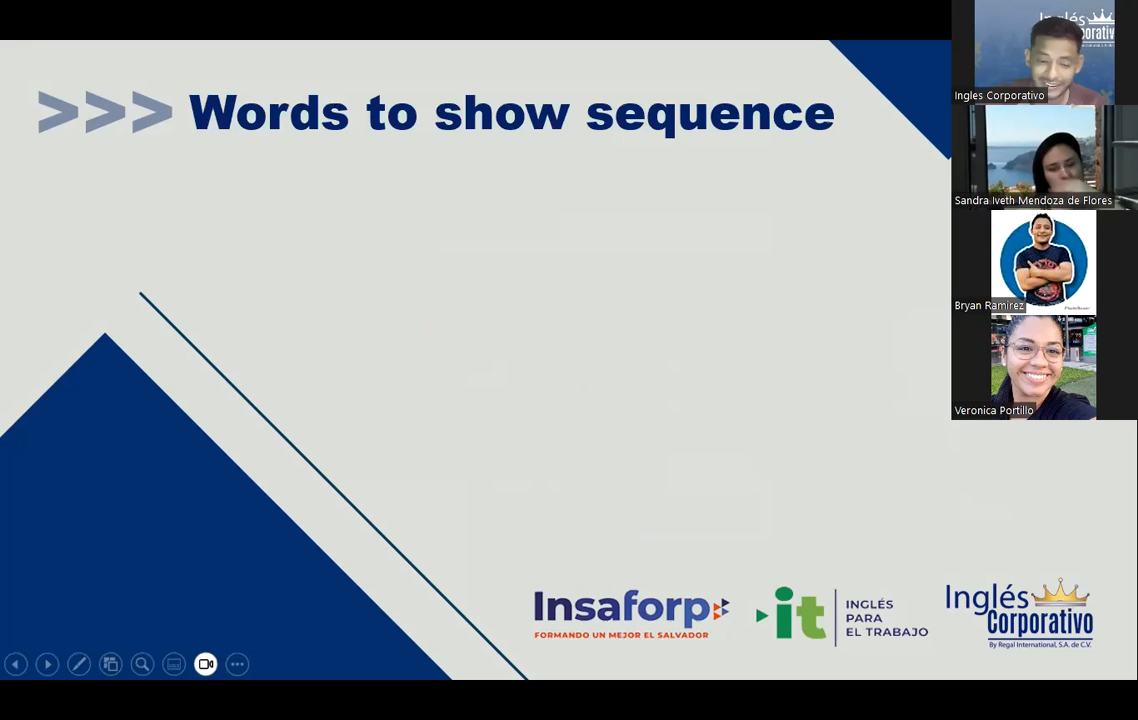 >>> Words to show sequence
Inglés
Corporativo
Ingles Corporativo
Sandra Iveth Mendoza de Flores
Bryan Ramirez
Veronica Portillo
Insaforp
FORMANDO UN MEJOR EL SALVADOR
it
INGLÉS
PARA
EL TRABAJO
Inglés
Corporativo
By Regal International, S.A. de C.V.